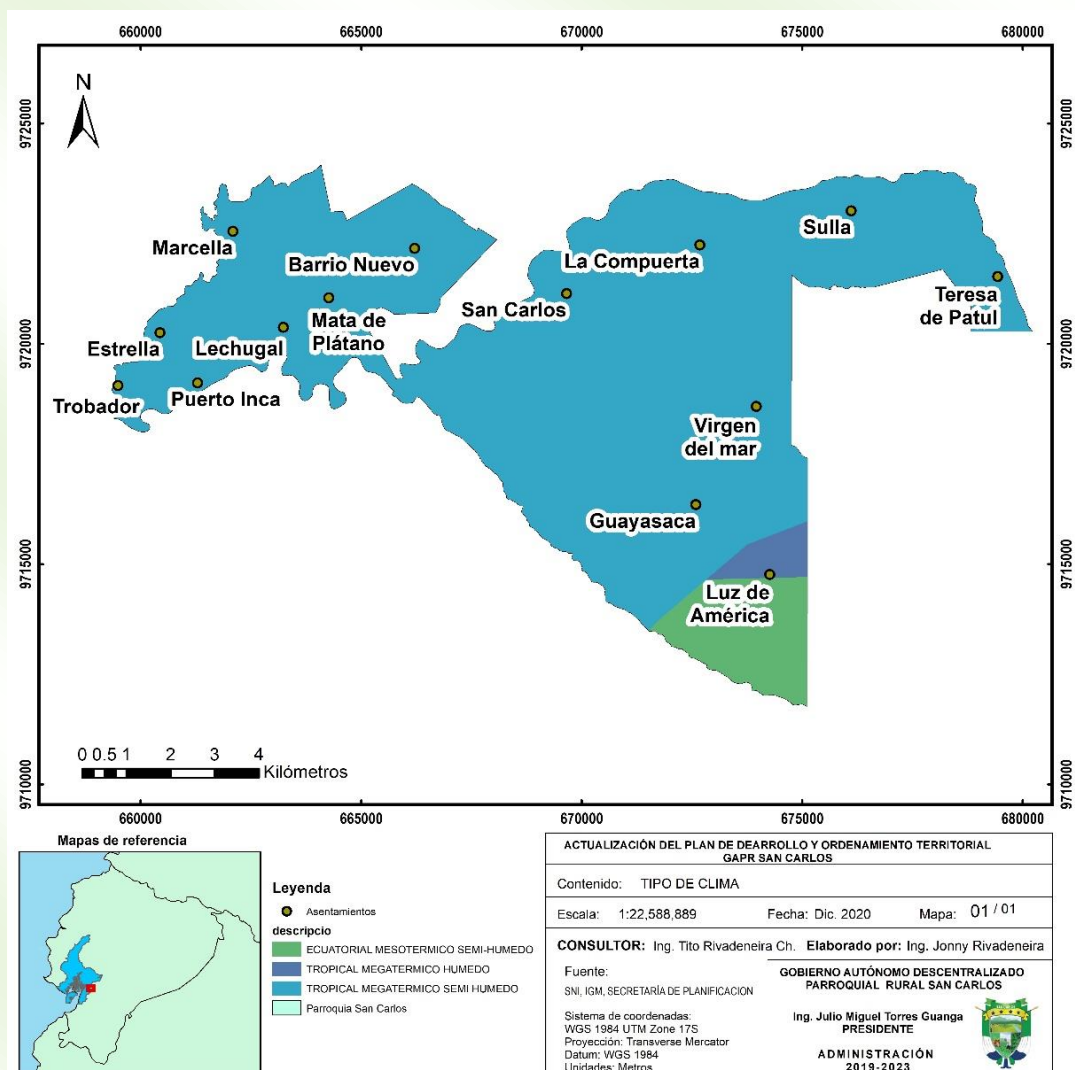 660000
665000
670000
675000
680000
N
9725000
9725000
Sulla
Marcella
Barrio Nuevo
La Compuerta
San Carlos
Teresa
de Patul
Mata de
Plátano
Estrella
Lechugal
9720000
9720000
Trobador
Puerto Inca
Virgen
del mar
Guayasaca
9715000
9715000
Luz de
América
0 0.5 1 2 3 4
Kilómetros
9710000
9710000
660000
665000
670000
675000
680000
Mapas de referencia
Leyenda
Asentamientos
descripcio
ECUATORIAL MESOTERMICO SEMI-HUMEDO
TROPICAL MEGATERMICO HUMEDO
TROPICAL MEGATERMICO SEMI HUMEDO
Parroquia San Carlos
ACTUALIZACIÓN DEL PLAN DE DEARROLLO Y ORDENAMIENTO TERRITORIAL
GAPR SAN CARLOS
Contenido: TIPO DE CLIMA
Escala: 1:22,588,889 Fecha: Dic. 2020 Mapa: 01 / 01
CONSULTOR: Ing. Tito Rivadeneira Ch. Elaborado por: Ing. Jonny Rivadeneira
Fuente:
SNI, IGM, SECRETARÍA DE PLANIFICACION
Sistema de coordenadas:
WGS 1984 UTM Zone 17S
Proyección: Transverse Mercator
Datum: WGS 1984
Unidades: Metros
GOBIERNO AUTÓNOMO DESCENTRALIZADO
PARROQUIAL RURAL SAN CARLOS
Ing. Julio Miguel Torres Guanga
PRESIDENTE
ADMINISTRACIÓN
2019-2023